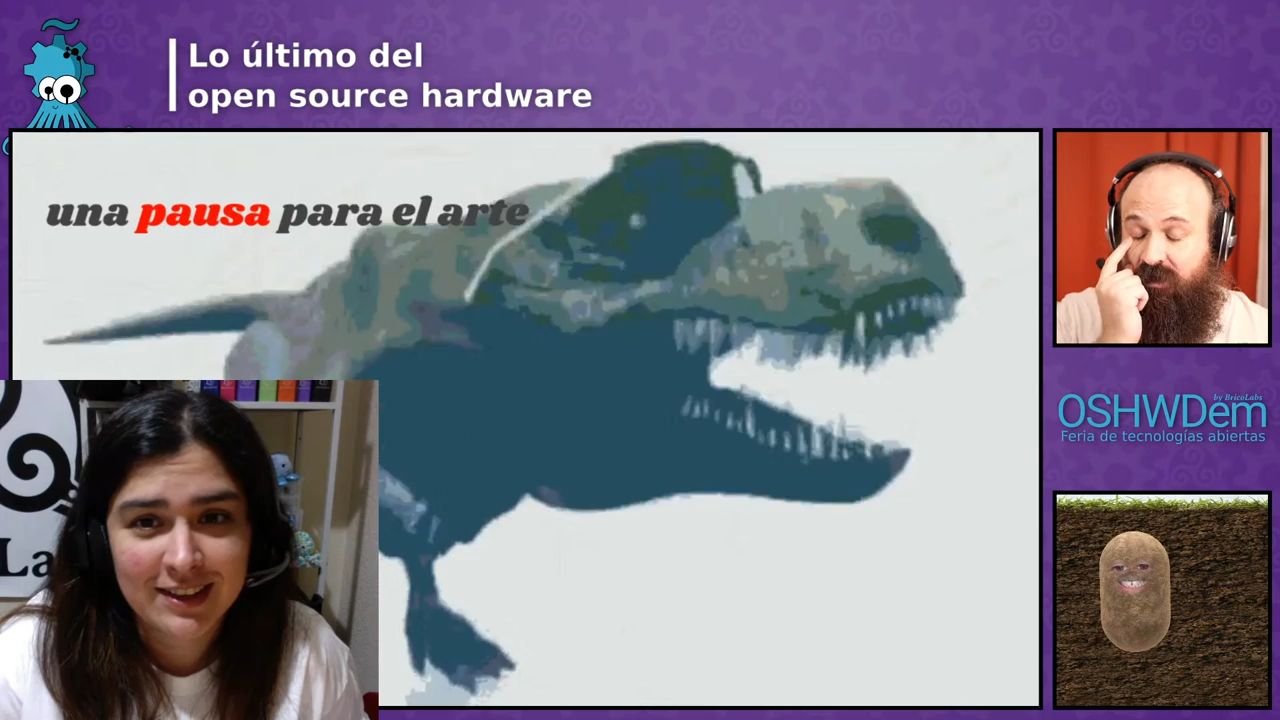 Lo último del
open source hardware
una pausa para el arte
by BricoLabs
OSHWDem
Feria de tecnologías abiertas
La